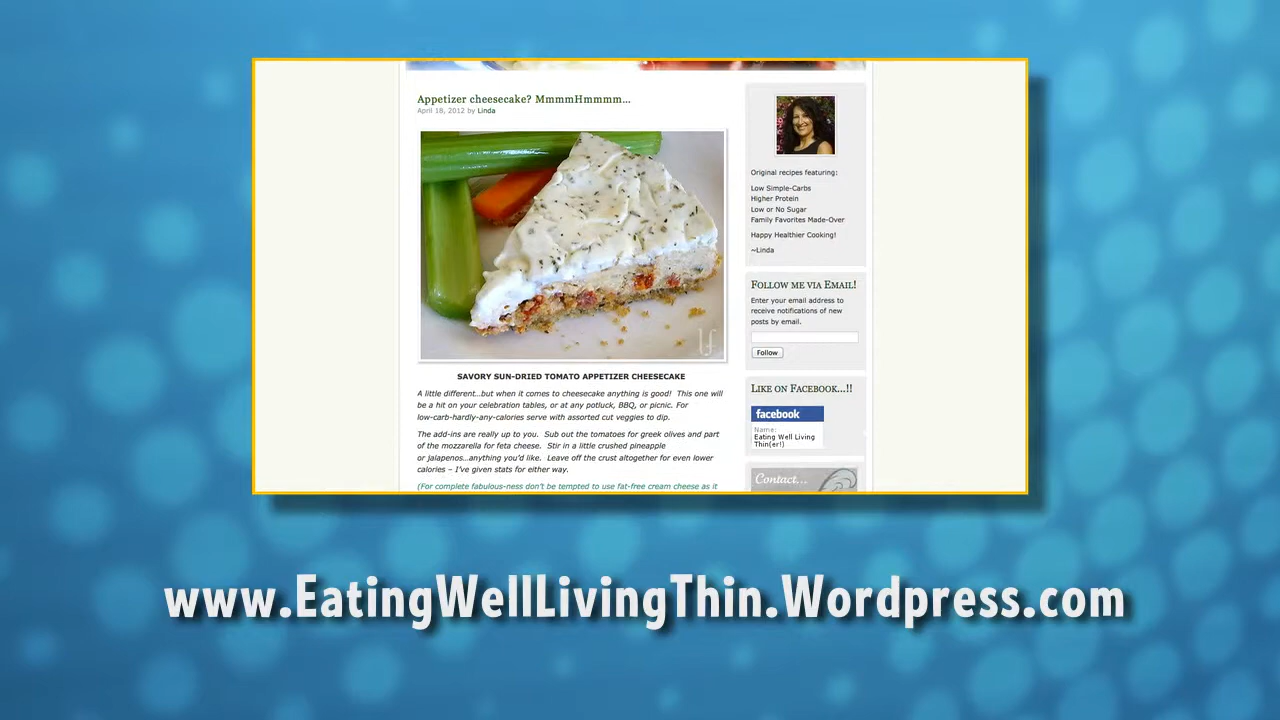 Appetizer cheesecake? MmmmHmmmm...
April 18, 2012 by Linda
lf
SAVORY SUN-DRIED TOMATO APPETIZER CHEESECAKE
A little different...but when it comes to cheesecake anything is good!  This one will
be a hit on your celebration tables, or at any potluck, BBQ, or picnic. For
low-carb-hardly-any-calories serve with assorted cut veggies to dip.
The add-ins are really up to you.  Sub out the tomatoes for greek olives and part
of the mozzarella for feta cheese.  Stir in a little crushed pineapple
or jalapenos...anything you'd like.  Leave off the crust altogether for even lower
calories – I've given stats for either way.
(For complete fabulous-ness don't be tempted to use fat-free cream cheese as it
Original recipes featuring:
Low Simple-Carbs
Higher Protein
Low or No Sugar
Family Favorites Made-Over
Happy Healthier Cooking!
~Linda
Follow me via Email!
Enter your email address to
receive notifications of new
posts by email.
Follow
Like on Facebook...!!
facebook
Name:
Eating Well Living
Thin(er!)
Contact...
www.EatingWellLivingThin.Wordpress.com